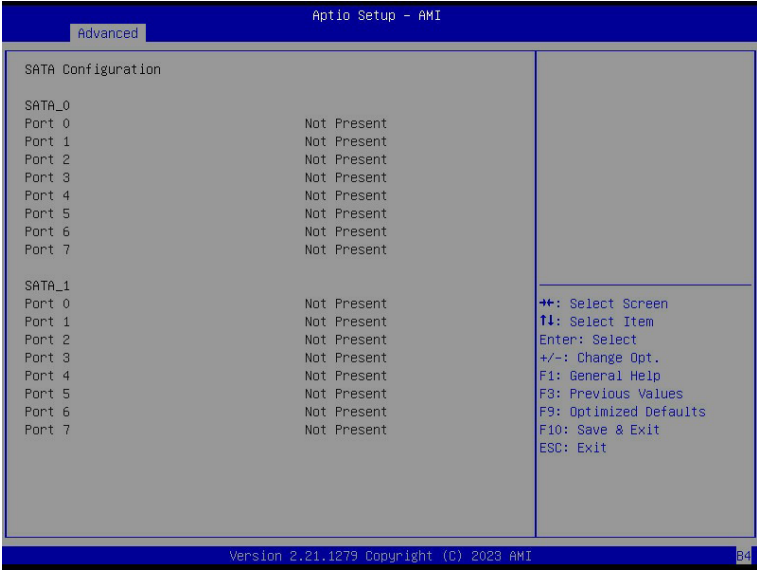 Aptio Setup – AMI
Advanced
SATA Configuration
SATA_0
Port 0 Not Present
Port 1 Not Present
Port 2 Not Present
Port 3 Not Present
Port 4 Not Present
Port 5 Not Present
Port 6 Not Present
Port 7 Not Present
SATA_1
Port 0 Not Present
Port 1 Not Present
Port 2 Not Present
Port 3 Not Present
Port 4 Not Present
Port 5 Not Present
Port 6 Not Present
Port 7 Not Present
→←: Select Screen
↑↓: Select Item
Enter: Select
+/-: Change Opt.
F1: General Help
F3: Previous Values
F9: Optimized Defaults
F10: Save & Exit
ESC: Exit
Version 2.21.1279 Copyright (C) 2023 AMI
B4